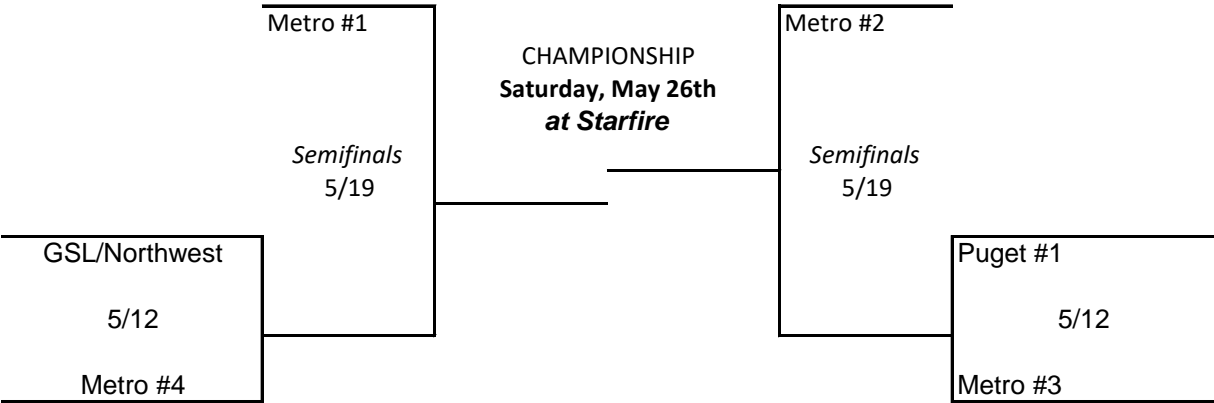 Metro #1
Metro #2
CHAMPIONSHIP
Saturday, May 26th
at Starfire
Semifinals
5/19
Semifinals
5/19
GSL/Northwest
5/12
Metro #4
Puget #1
5/12
Metro #3